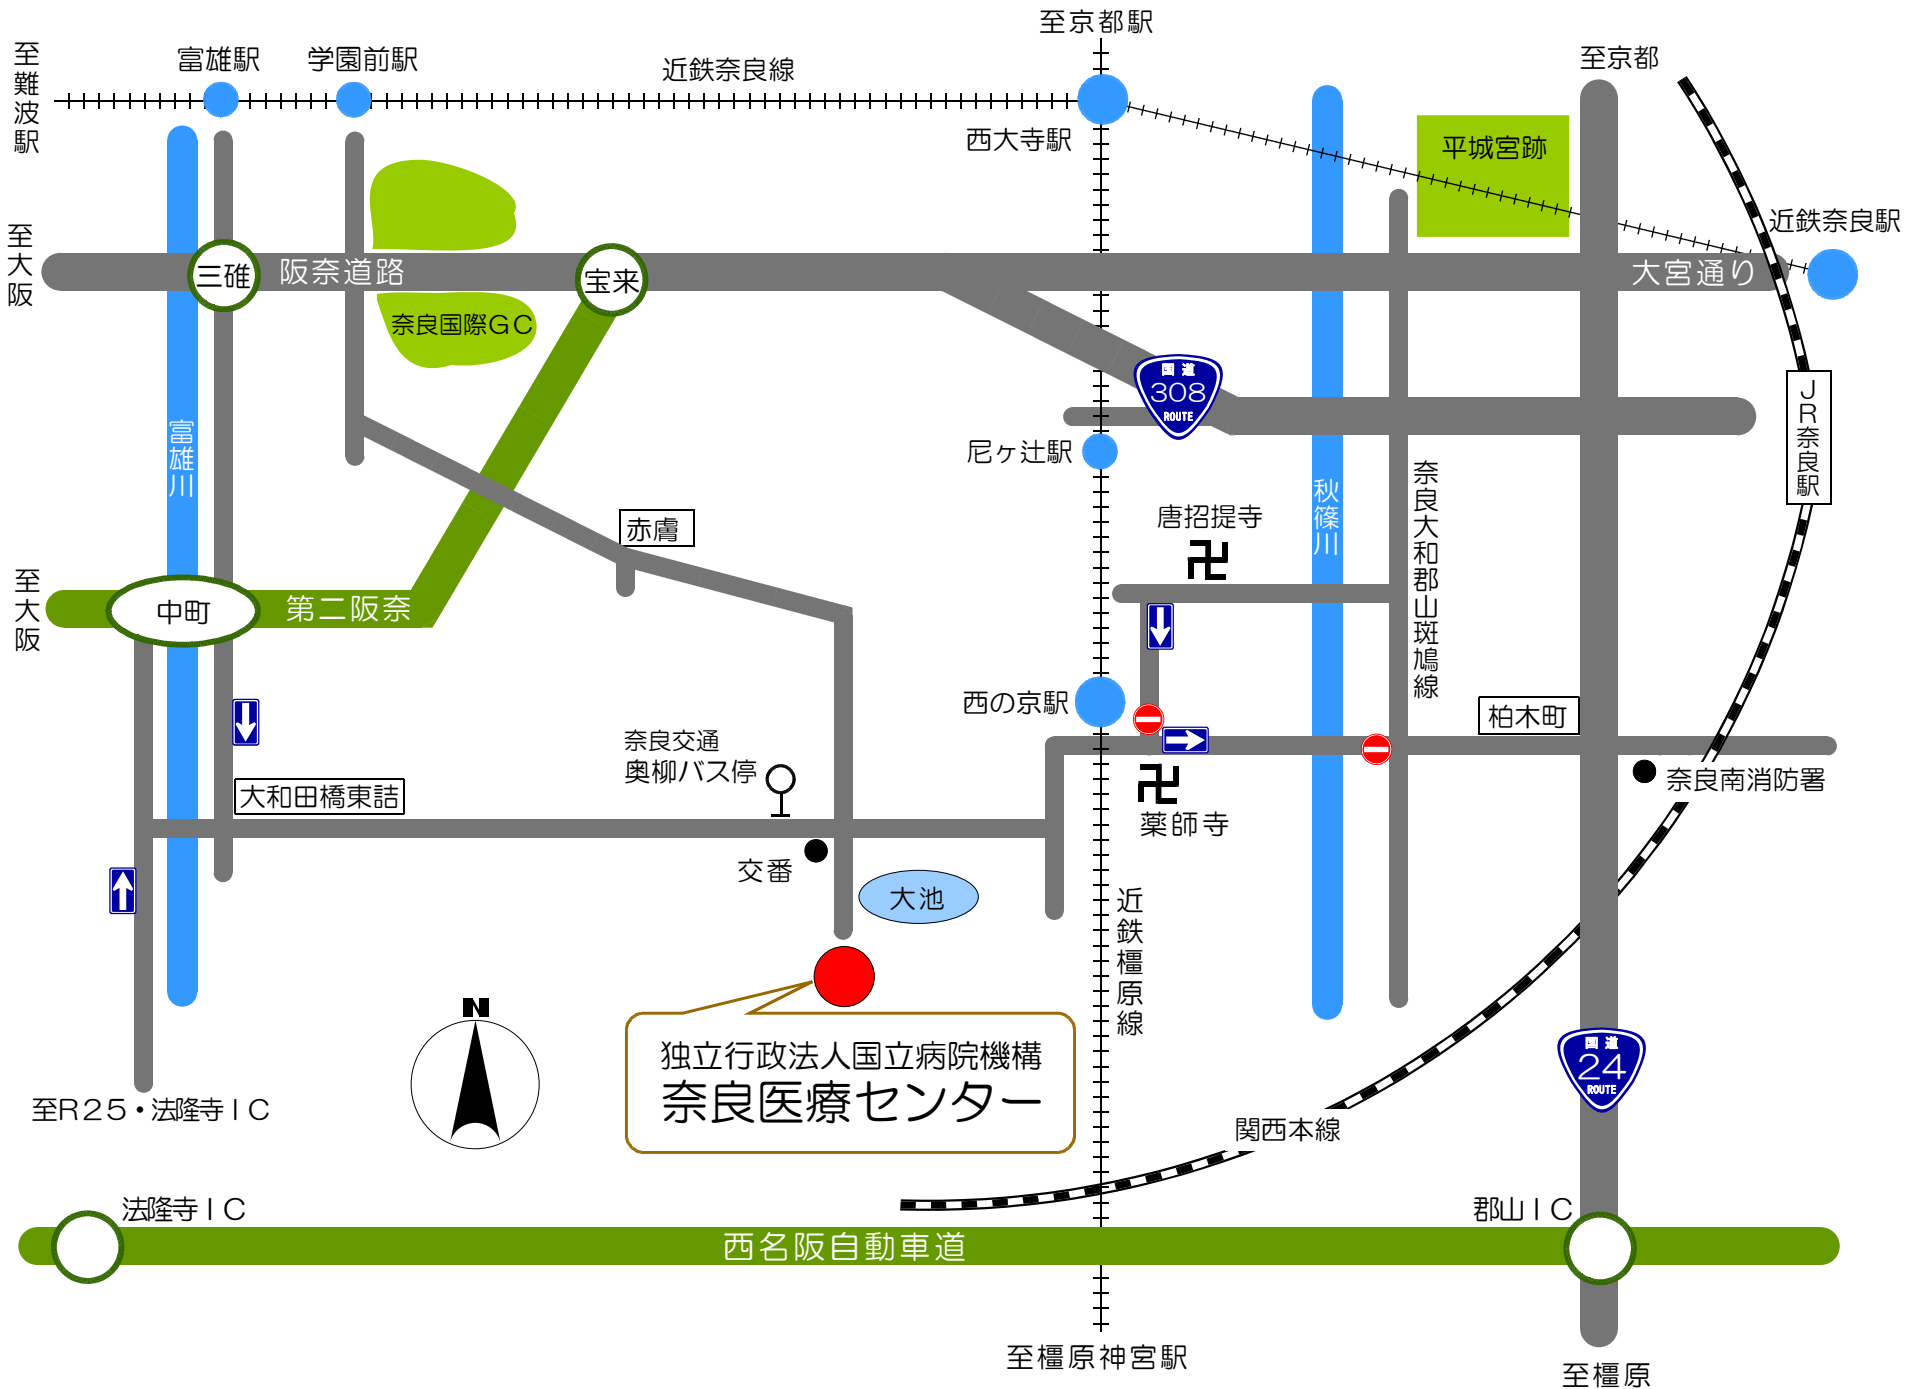 至京都駅
至難波駅
富雄駅
学園前駅
近鉄奈良線
至京都
西大寺駅
平城宮跡
近鉄奈良駅
至大阪
三碓
阪奈道路
宝来
大宮通り
奈良国際GC
国道
308
ROUTE
JR奈良駅
富雄川
尼ヶ辻駅
奈良大和郡山斑鳩線
秋篠川
唐招提寺
赤膚
至大阪
中町
第二阪奈
西の京駅
柏木町
奈良交通
奥柳バス停
大和田橋東詰
奈良南消防署
薬師寺
交番
大池
近鉄橿原線
N
独立行政法人国立病院機構
奈良医療センター
国道
24
ROUTE
至R25・法隆寺IC
関西本線
法隆寺IC
郡山IC
西名阪自動車道
至橿原神宮駅
至橿原